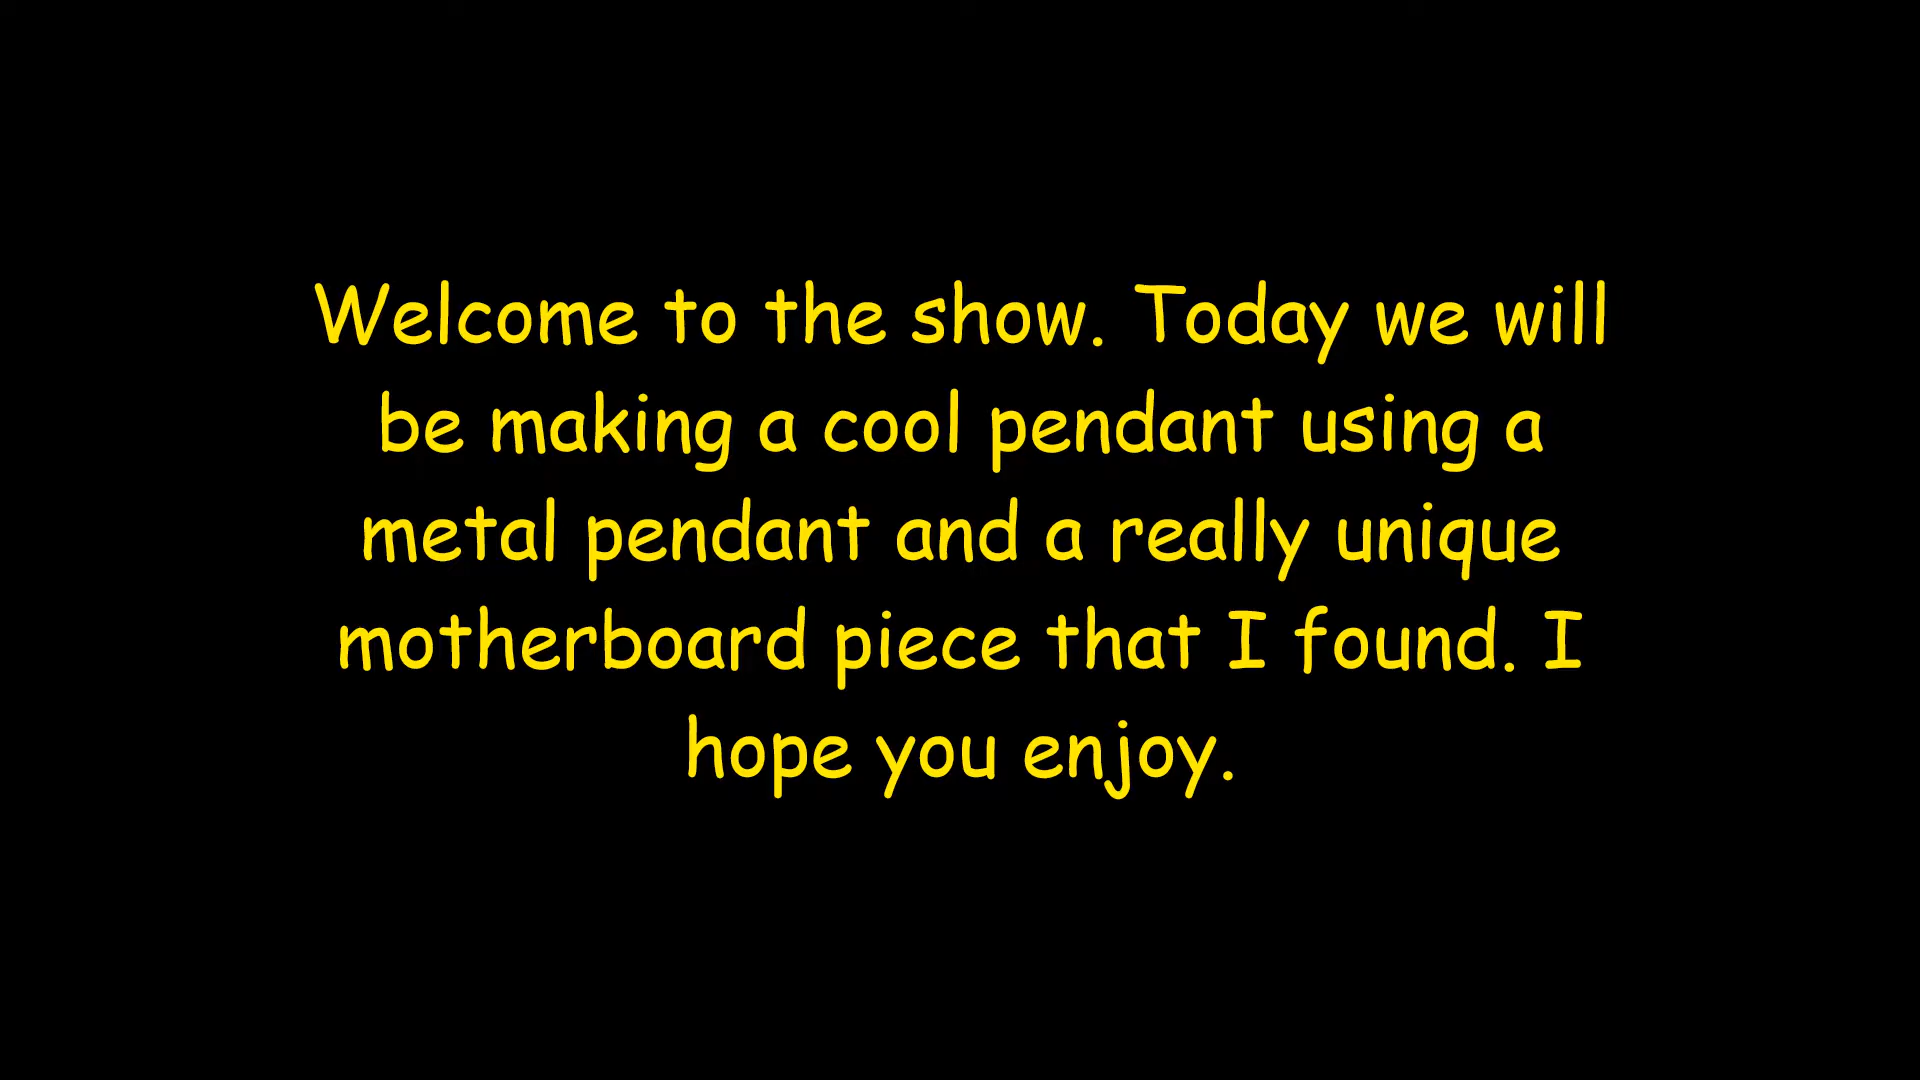 Welcome to the show. Today we will
be making a cool pendant using a
metal pendant and a really unique
motherboard piece that I found. I
hope you enjoy.